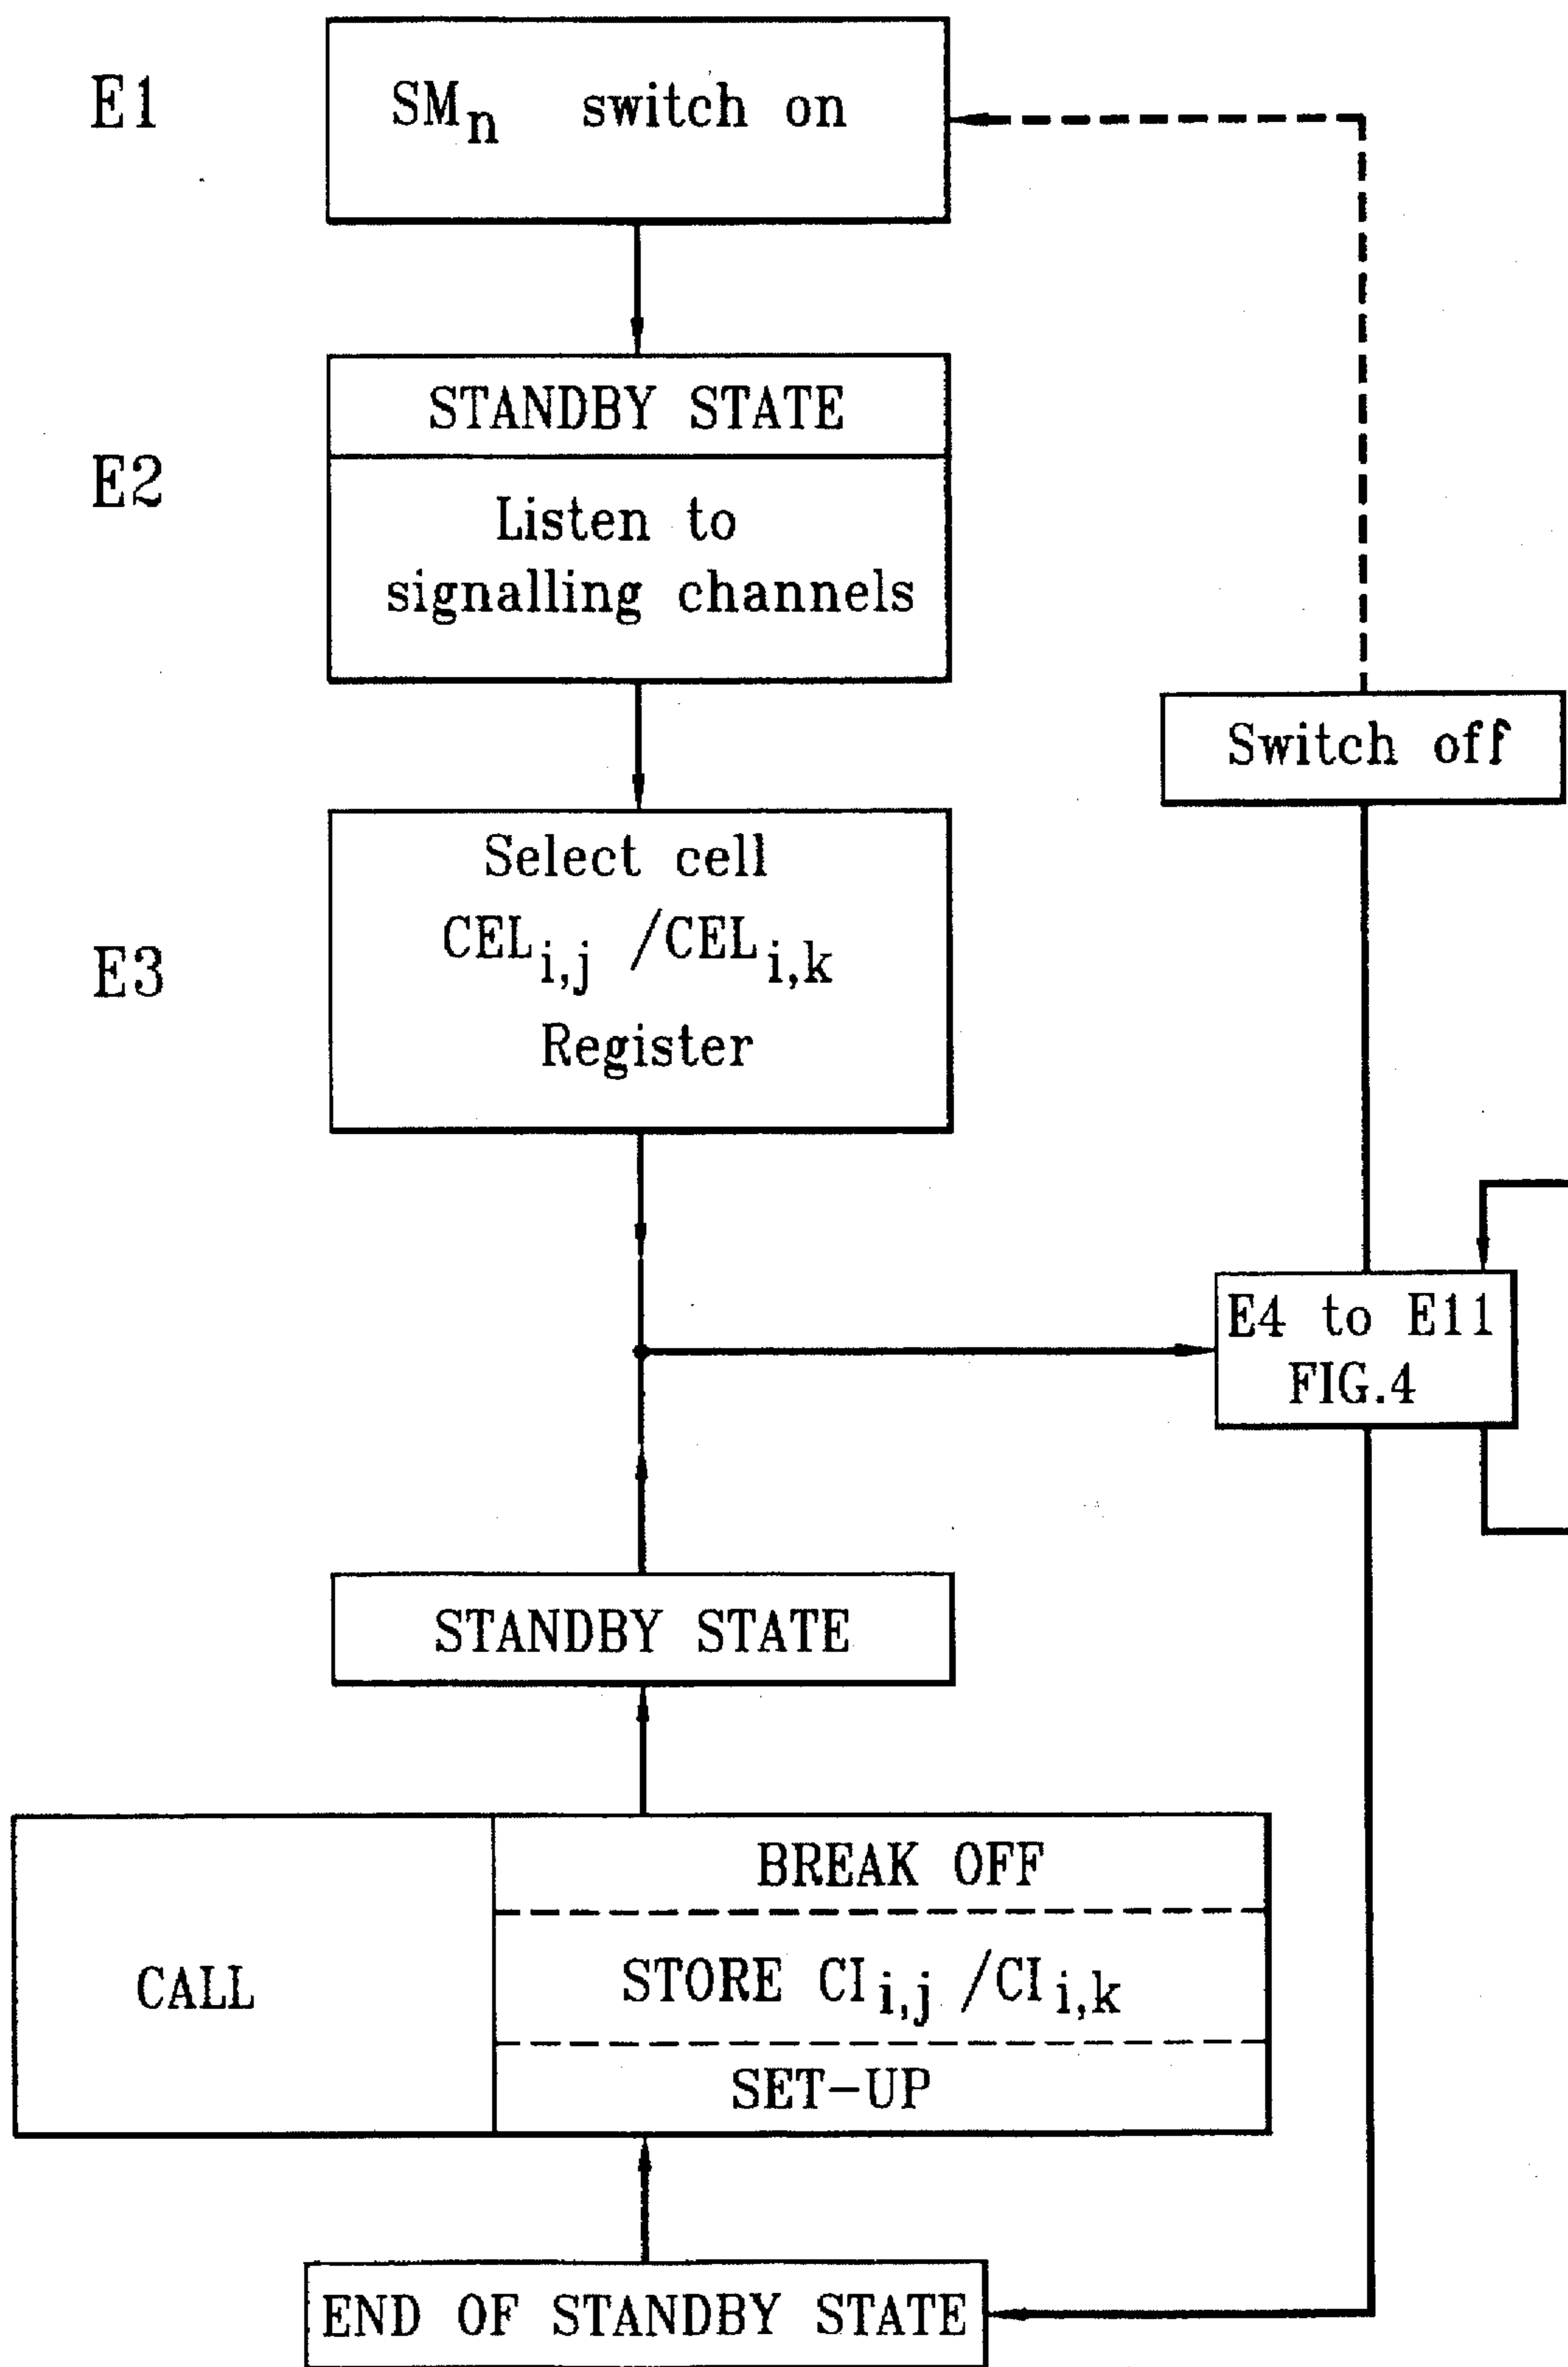 E1
SMn switch on
STANDBY STATE
E2
Listen to
signalling channels
Switch off
Select cell
CELi,j /CELi,k
E3
Register
E4 to E11
FIG.4
STANDBY STATE
BREAK OFF
CALL
STORE CIi,j /CIi,k
SET-UP
END OF STANDBY STATE